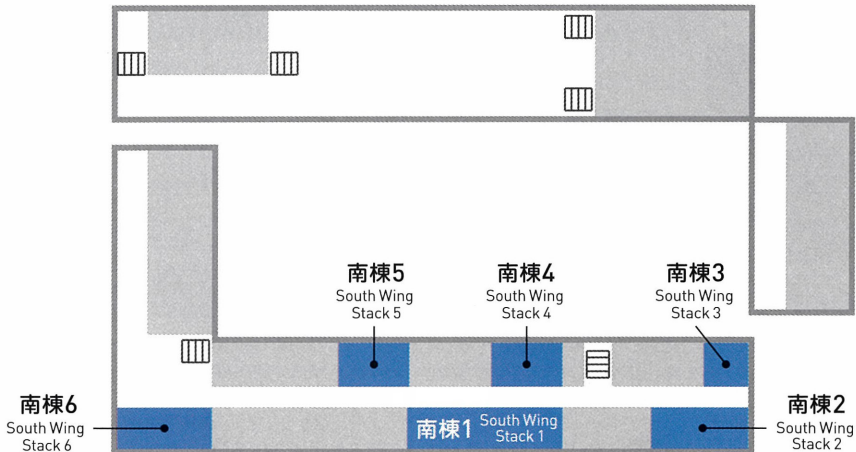 南棟5
South Wing
Stack 5
南棟4
South Wing
Stack 4
南棟3
South Wing
Stack 3
南棟6
South Wing
Stack 6
南棟1
South Wing
Stack 1
南棟2
South Wing
Stack 2